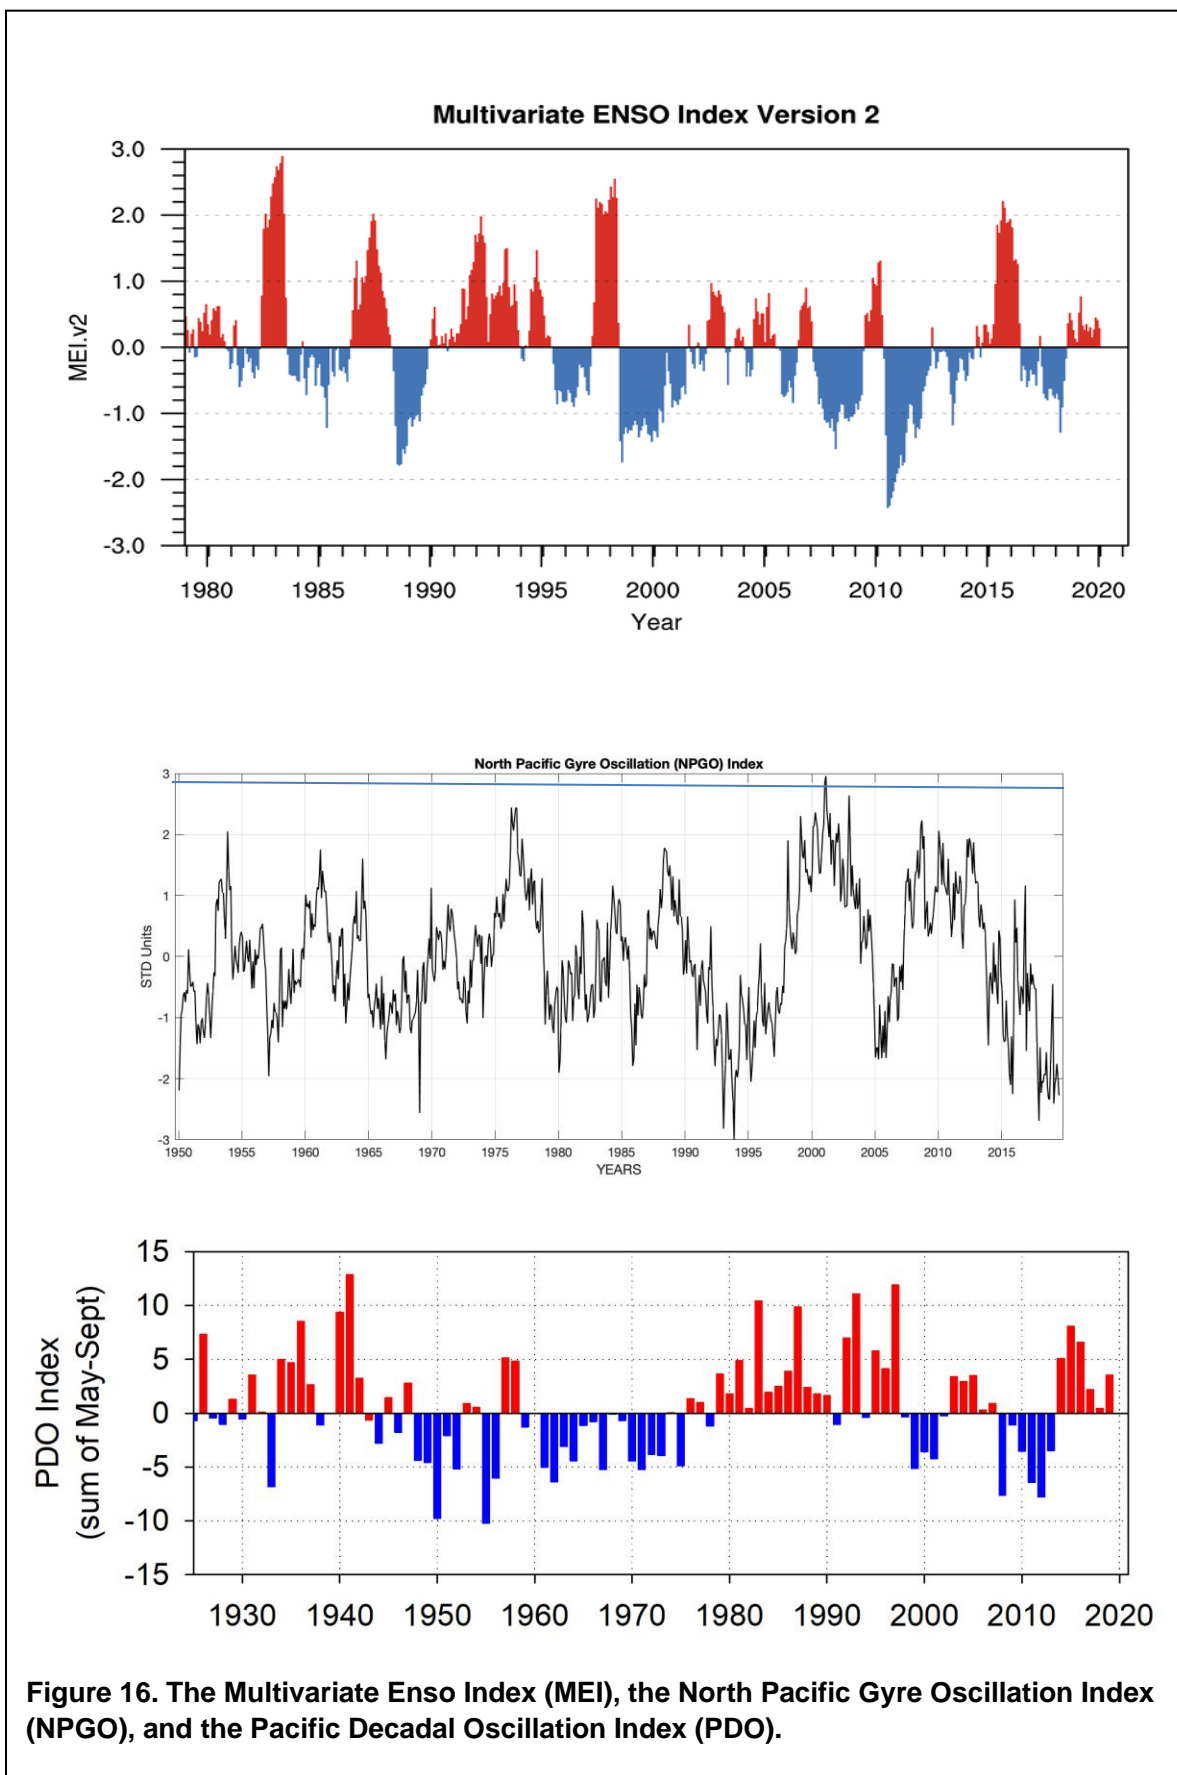 Multivariate ENSO Index Version 2
3.0
2.0
1.0
0.0
-1.0
-2.0
-3.0
MEI.v2
1980 1985 1990 1995 2000 2005 2010 2015 2020
Year
North Pacific Gyre Oscillation (NPGO) Index
3
2
1
0
-1
-2
-3
STD Units
1950 1955 1960 1965 1970 1975 1980 1985 1990 1995 2000 2005 2010 2015
YEARS
15
10
5
0
-5
-10
-15
PDO Index
(sum of May-Sept)
1930 1940 1950 1960 1970 1980 1990 2000 2010 2020
Figure 16. The Multivariate Enso Index (MEI), the North Pacific Gyre Oscillation Index
(NPGO), and the Pacific Decadal Oscillation Index (PDO).